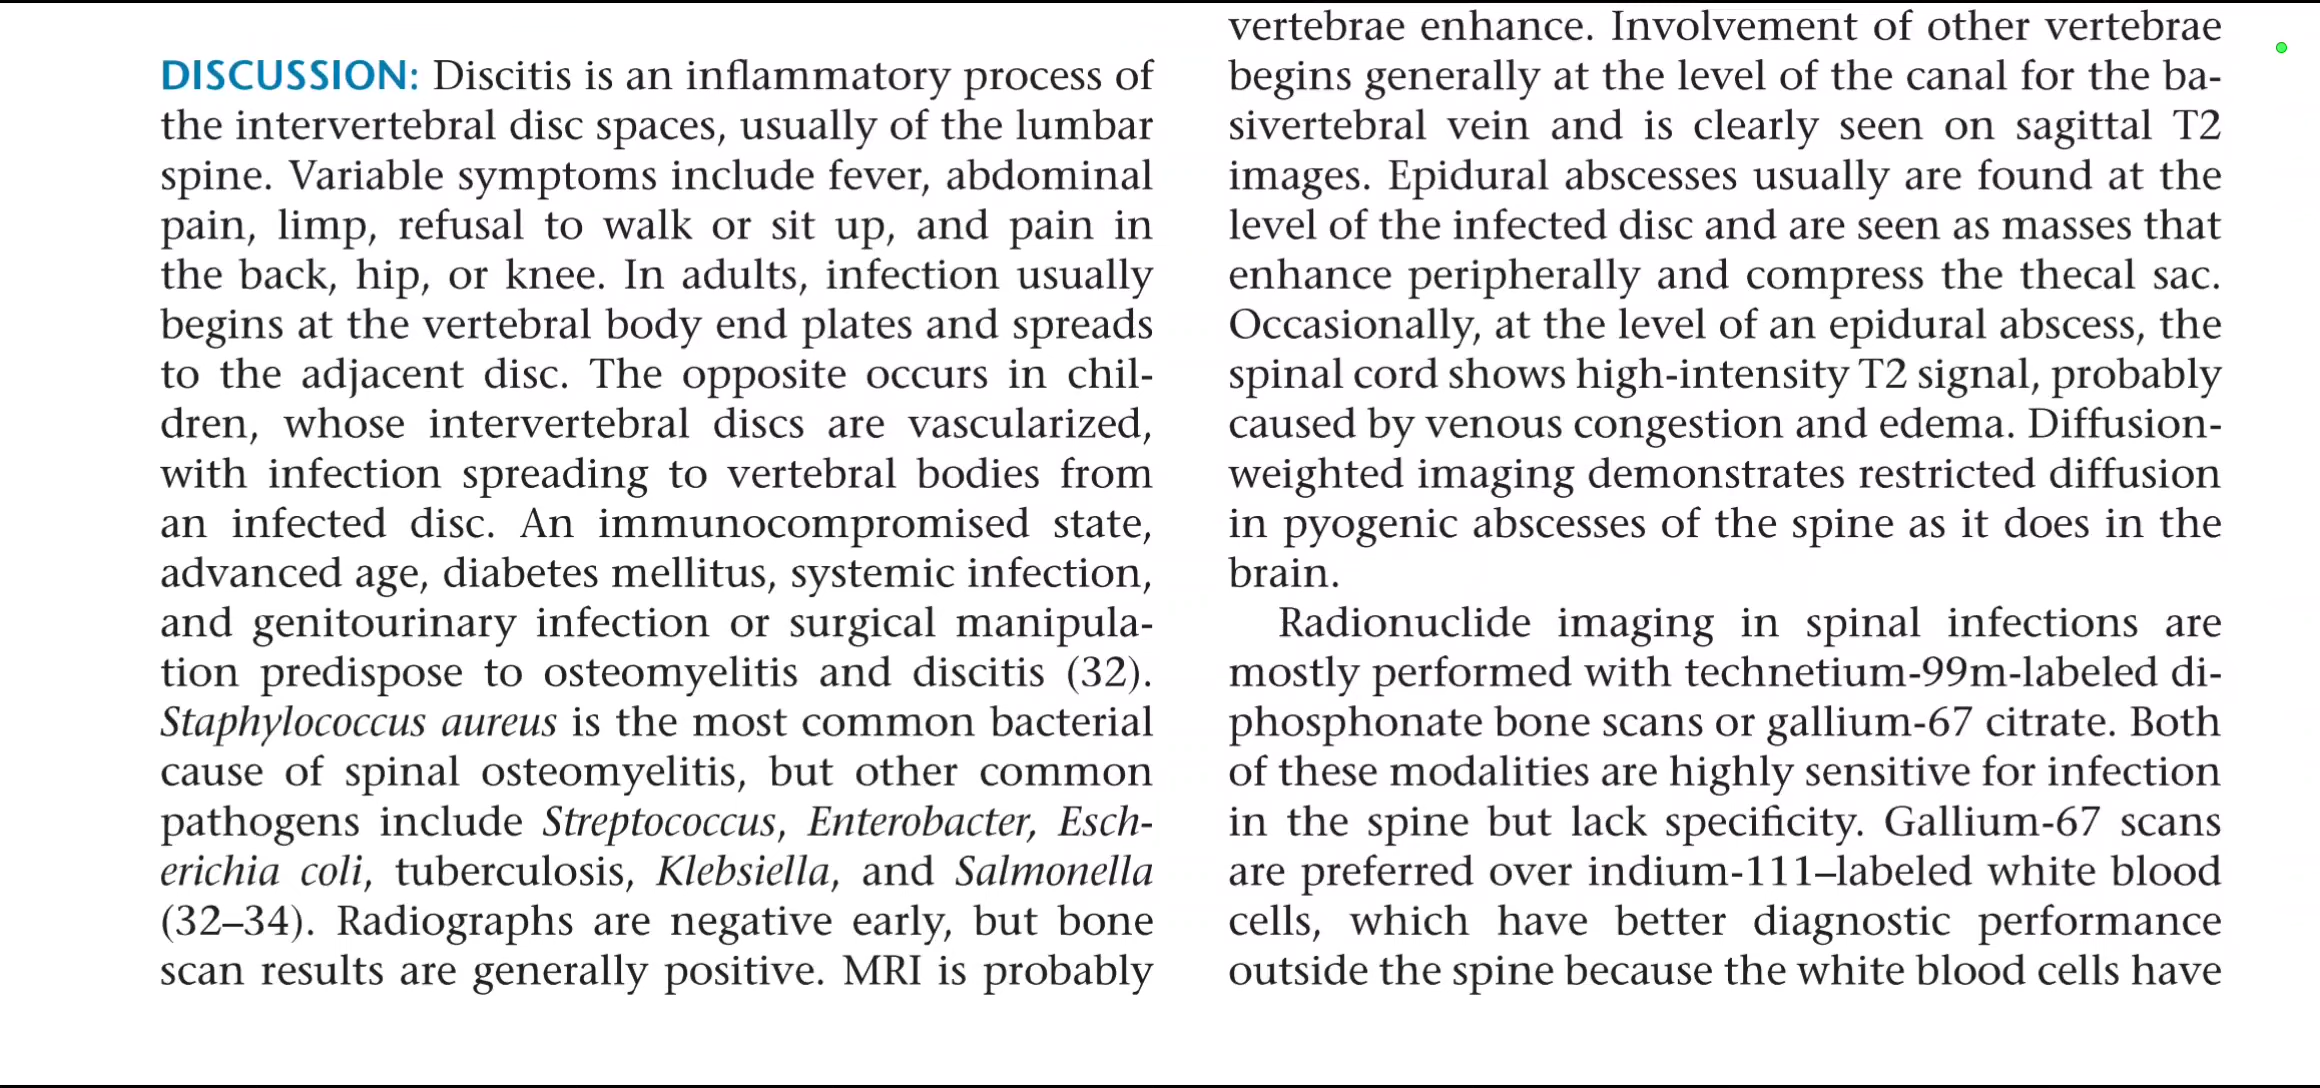 DISCUSSION: Discitis is an inflammatory process of
the intervertebral disc spaces, usually of the lumbar
spine. Variable symptoms include fever, abdominal
pain, limp, refusal to walk or sit up, and pain in
the back, hip, or knee. In adults, infection usually
begins at the vertebral body end plates and spreads
to the adjacent disc. The opposite occurs in chil-
dren, whose intervertebral discs are vascularized,
with infection spreading to vertebral bodies from
an infected disc. An immunocompromised state,
advanced age, diabetes mellitus, systemic infection,
and genitourinary infection or surgical manipula-
tion predispose to osteomyelitis and discitis (32).
Staphylococcus aureus is the most common bacterial
cause of spinal osteomyelitis, but other common
pathogens include Streptococcus, Enterobacter, Esch-
erichia coli, tuberculosis, Klebsiella, and Salmonella
(32–34). Radiographs are negative early, but bone
scan results are generally positive. MRI is probably
vertebrae enhance. Involvement of other vertebrae
begins generally at the level of the canal for the ba-
sivertebral vein and is clearly seen on sagittal T2
images. Epidural abscesses usually are found at the
level of the infected disc and are seen as masses that
enhance peripherally and compress the thecal sac.
Occasionally, at the level of an epidural abscess, the
spinal cord shows high-intensity T2 signal, probably
caused by venous congestion and edema. Diffusion-
weighted imaging demonstrates restricted diffusion
in pyogenic abscesses of the spine as it does in the
brain.
Radionuclide imaging in spinal infections are
mostly performed with technetium-99m-labeled di-
phosphonate bone scans or gallium-67 citrate. Both
of these modalities are highly sensitive for infection
in the spine but lack specificity. Gallium-67 scans
are preferred over indium-111–labeled white blood
cells, which have better diagnostic performance
outside the spine because the white blood cells have